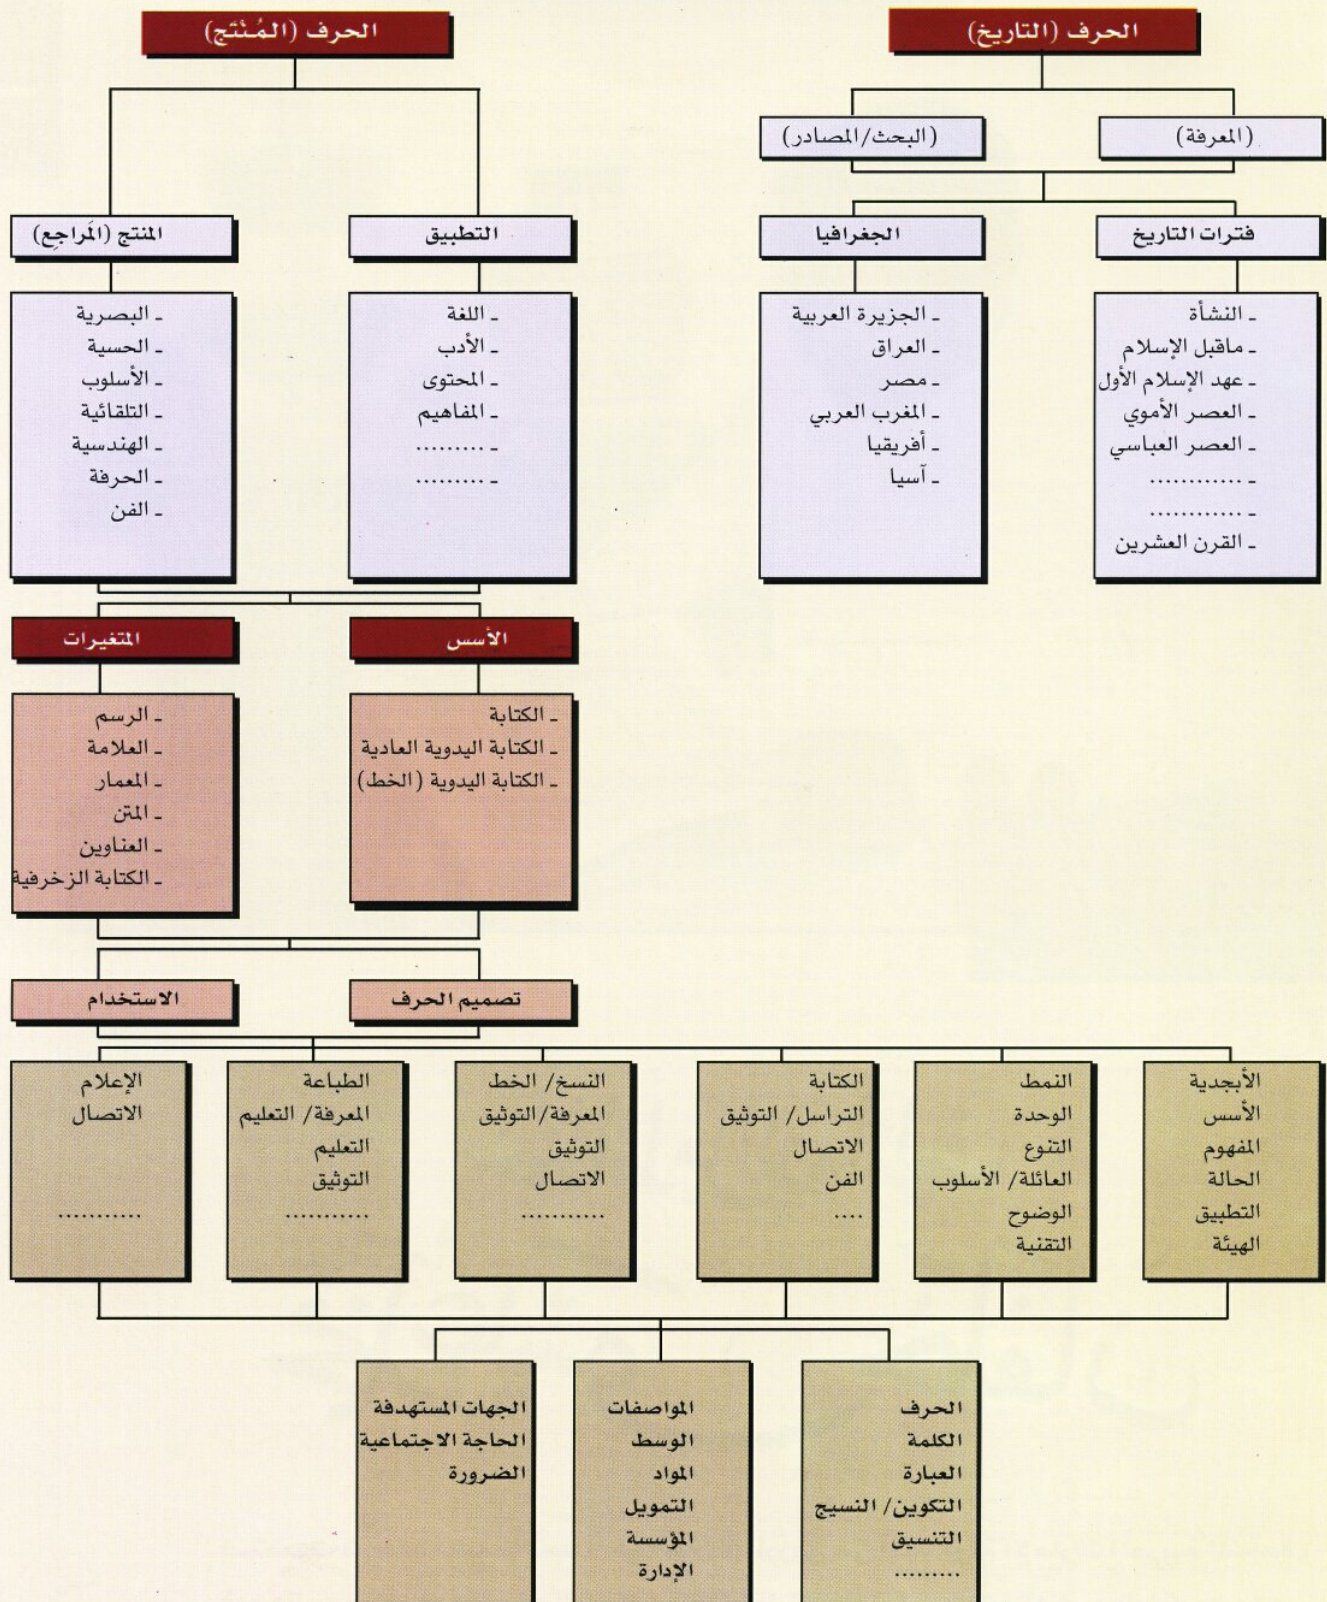 الحرف (التاريخ)
(المعرفة)
(البحث/المصادر)
فترات التاريخ
ـ النشأة
ـ ماقبل الإسلام
ـ عهد الإسلام الأول
ـ العصر الأموي
ـ العصر العباسي
ـ ............
ـ ............
ـ القرن العشرين
الجغرافيا
ـ الجزيرة العربية
ـ العراق
ـ مصر
ـ المغرب العربي
ـ أفريقيا
ـ آسيا
الحرف (المُنْتَج)
التطبيق
ـ اللغة
ـ الأدب
ـ المحتوى
ـ المفاهيم
ـ .........
ـ .........
المنتج (المَراجِع)
ـ البصرية
ـ الحسية
ـ الأسلوب
ـ التلقائية
ـ الهندسية
ـ الحرفة
ـ الفن
الأسس
ـ الكتابة
ـ الكتابة اليدوية العادية
ـ الكتابة اليدوية (الخط)
المتغيرات
ـ الرسم
ـ العلامة
ـ المعمار
ـ المتن
ـ العناوين
ـ الكتابة الزخرفية
تصميم الحرف
الاستخدام
الأبجدية
الأسس
المفهوم
الحالة
التطبيق
الهيئة
النمط
الوحدة
التنوع
العائلة/ الأسلوب
الوضوح
التقنية
الكتابة
التراسل/ التوثيق
الاتصال
الفن
....
النسخ/ الخط
المعرفة/التوثيق
التوثيق
الاتصال
...........
الطباعة
المعرفة/ التعليم
التعليم
التوثيق
...........
الإعلام
الاتصال
...........
الحرف
الكلمة
العبارة
التكوين/ النسيج
التنسيق
.........
المواصفات
الوسط
المواد
التمويل
المؤسسة
الإدارة
الجهات المستهدفة
الحاجة الاجتماعية
الضرورة